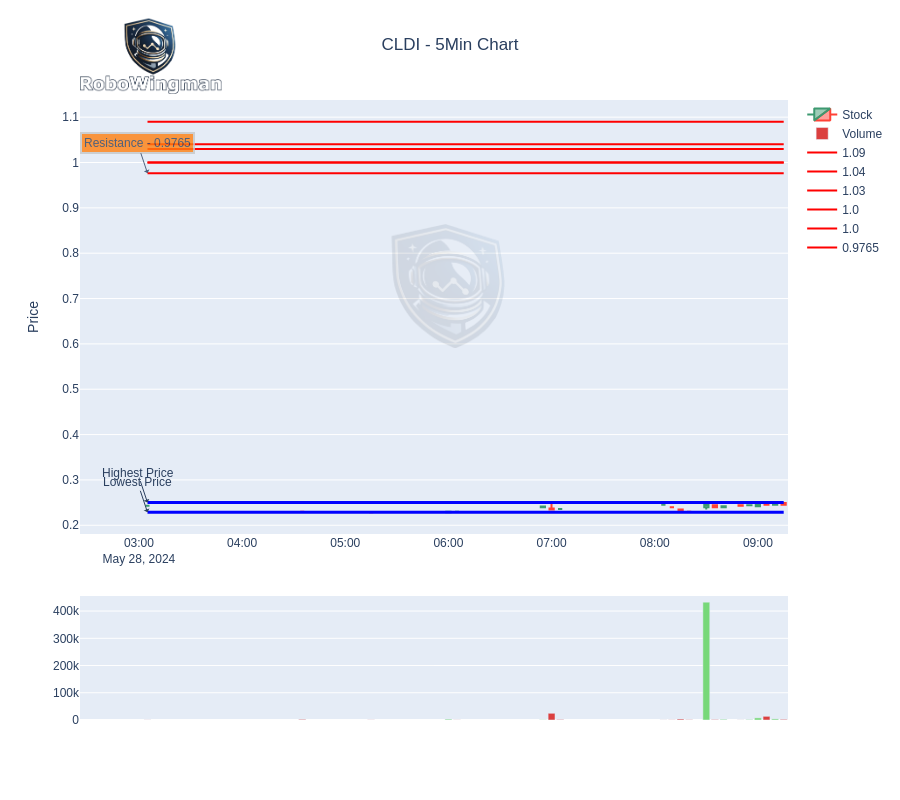 CLDI - 5Min Chart
RoboWingman
Stock
Volume
1.09
1.04
1.03
1.0
1.0
0.9765
Price
1.1
1
0.9
0.8
0.7
0.6
0.5
0.4
0.3
0.2
Resistance - 0.9765
Highest Price
Lowest Price
03:00
04:00
05:00
06:00
07:00
08:00
09:00
May 28, 2024
400k
300k
200k
100k
0